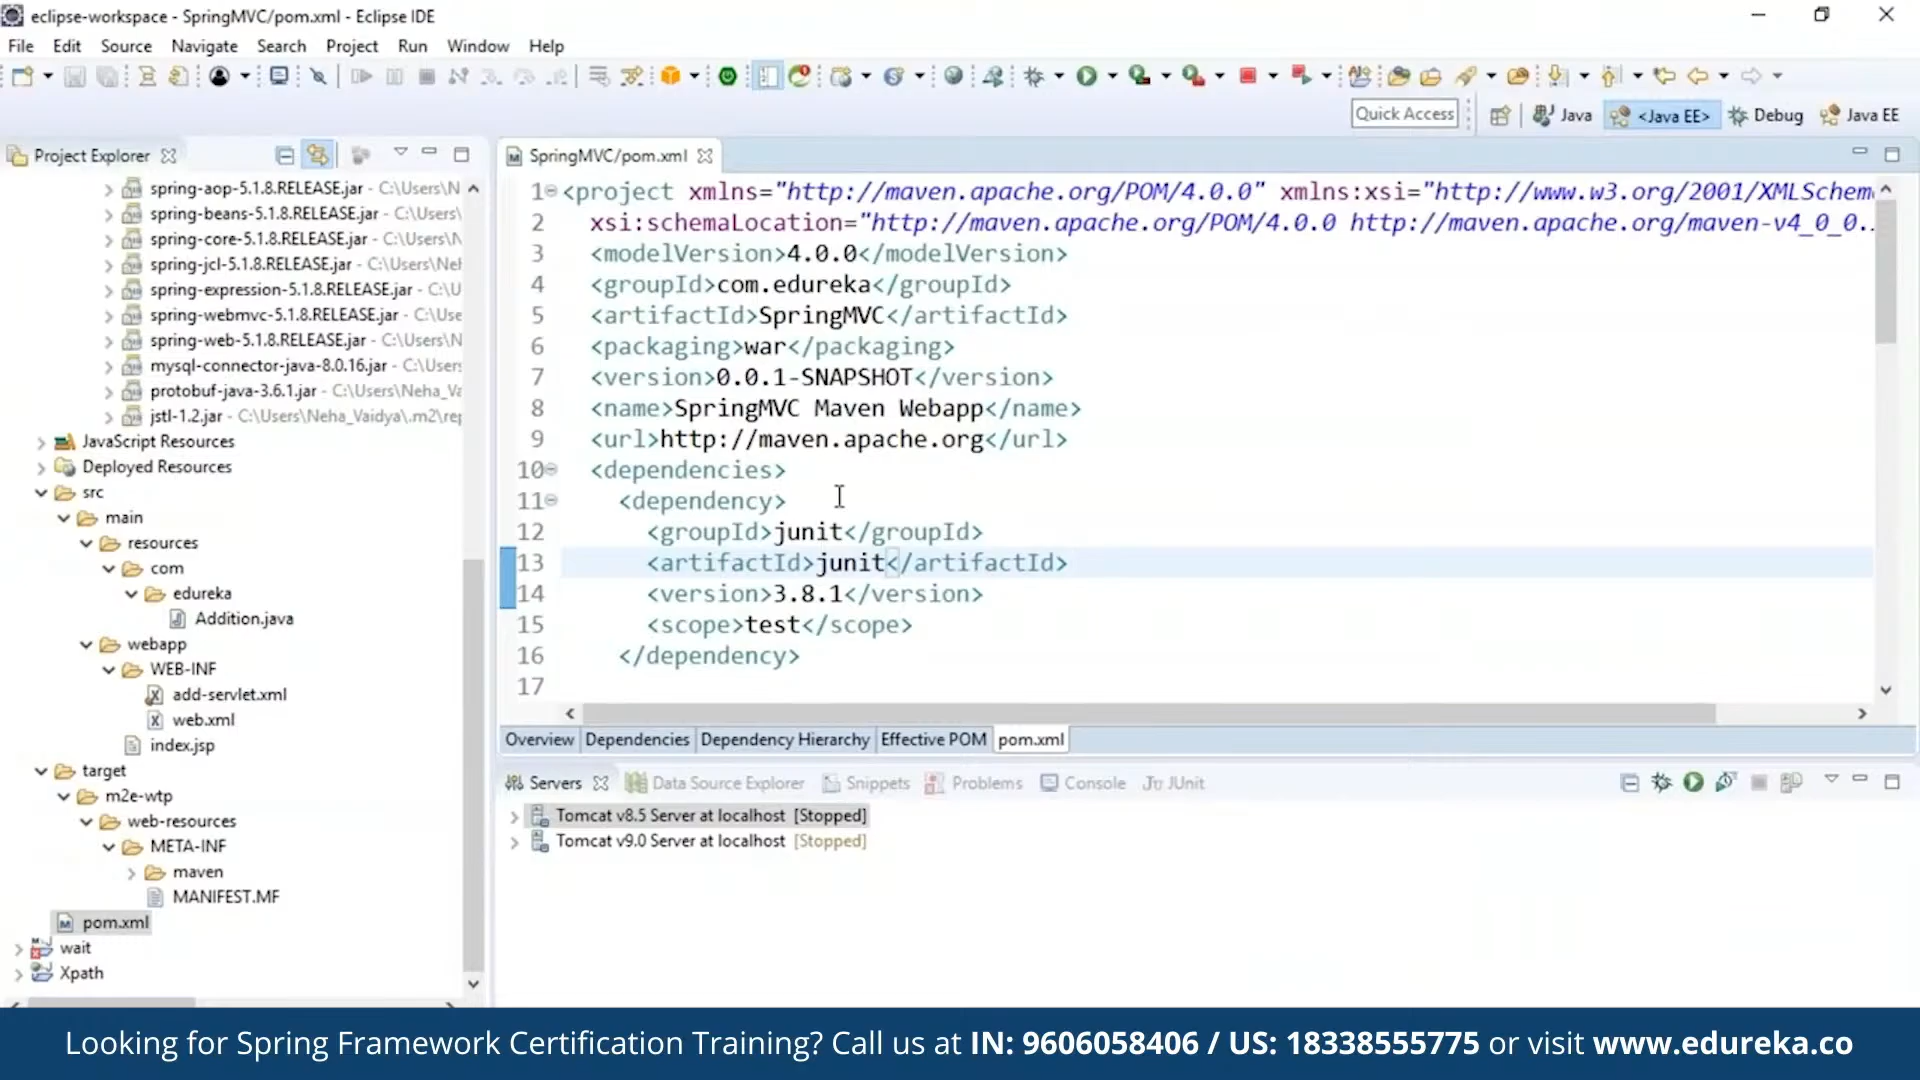 eclipse-workspace - SpringMVC/pom.xml - Eclipse IDE
File Edit Source Navigate Search Project Run Window Help
Quick Access Java <Java EE> Debug Java EE
Project Explorer
spring-aop-5.1.8.RELEASE.jar - C:\Users\N
spring-beans-5.1.8.RELEASE.jar - C:\Users\
spring-core-5.1.8.RELEASE.jar - C:\Users\N
spring-jcl-5.1.8.RELEASE.jar - C:\Users\Neh
spring-expression-5.1.8.RELEASE.jar - C:\U
spring-webmvc-5.1.8.RELEASE.jar - C:\Use
spring-web-5.1.8.RELEASE.jar - C:\Users\N
mysql-connector-java-8.0.16.jar - C:\Users
protobuf-java-3.6.1.jar - C:\Users\Neha_Va
jstl-1.2.jar - C:\Users\Neha_Vaidya\.m2\rep
JavaScript Resources
Deployed Resources
src
main
resources
com
edureka
Addition.java
webapp
WEB-INF
add-servlet.xml
web.xml
index.jsp
target
m2e-wtp
web-resources
META-INF
maven
MANIFEST.MF
pom.xml
wait
Xpath
SpringMVC/pom.xml
1 <project xmlns="http://maven.apache.org/POM/4.0.0" xmlns:xsi="http://www.w3.org/2001/XMLSchem
2 xsi:schemaLocation="http://maven.apache.org/POM/4.0.0 http://maven.apache.org/maven-v4_0_0.
3 <modelVersion>4.0.0</modelVersion>
4 <groupId>com.edureka</groupId>
5 <artifactId>SpringMVC</artifactId>
6 <packaging>war</packaging>
7 <version>0.0.1-SNAPSHOT</version>
8 <name>SpringMVC Maven Webapp</name>
9 <url>http://maven.apache.org</url>
10 <dependencies>
11 <dependency>
12 <groupId>junit</groupId>
13 <artifactId>junit</artifactId>
14 <version>3.8.1</version>
15 <scope>test</scope>
16 </dependency>
17
Overview Dependencies Dependency Hierarchy Effective POM pom.xml
Servers Data Source Explorer Snippets Problems Console JUnit
Tomcat v8.5 Server at localhost [Stopped]
Tomcat v9.0 Server at localhost [Stopped]
Looking for Spring Framework Certification Training? Call us at IN: 9606058406 / US: 18338555775 or visit www.edureka.co